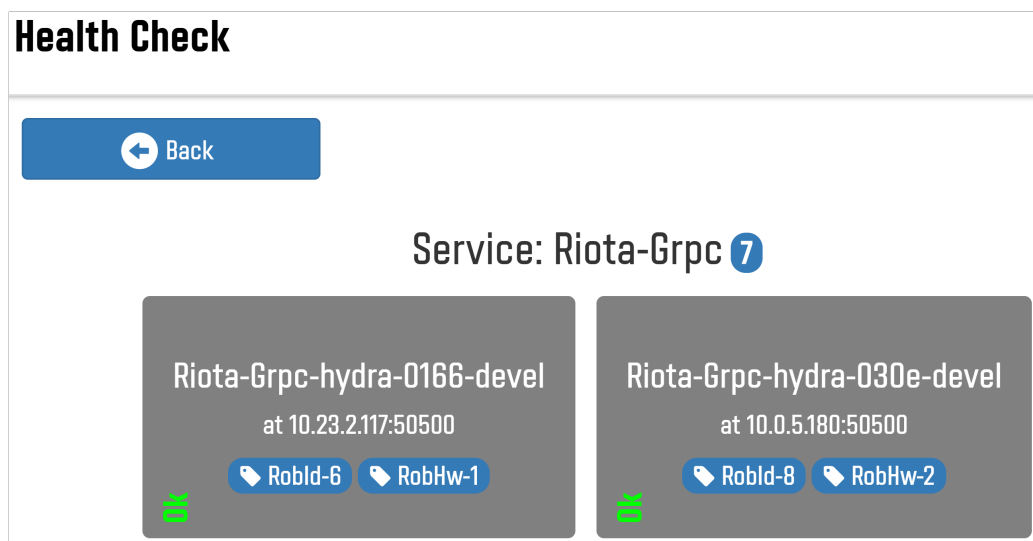 Health Check
Back
Service: Riota-Grpc 7
Riota-Grpc-hydra-0166-devel
at 10.23.2.117:50500
RobId-6 RobHw-1
Ok
Riota-Grpc-hydra-030e-devel
at 10.0.5.180:50500
RobId-8 RobHw-2
Ok